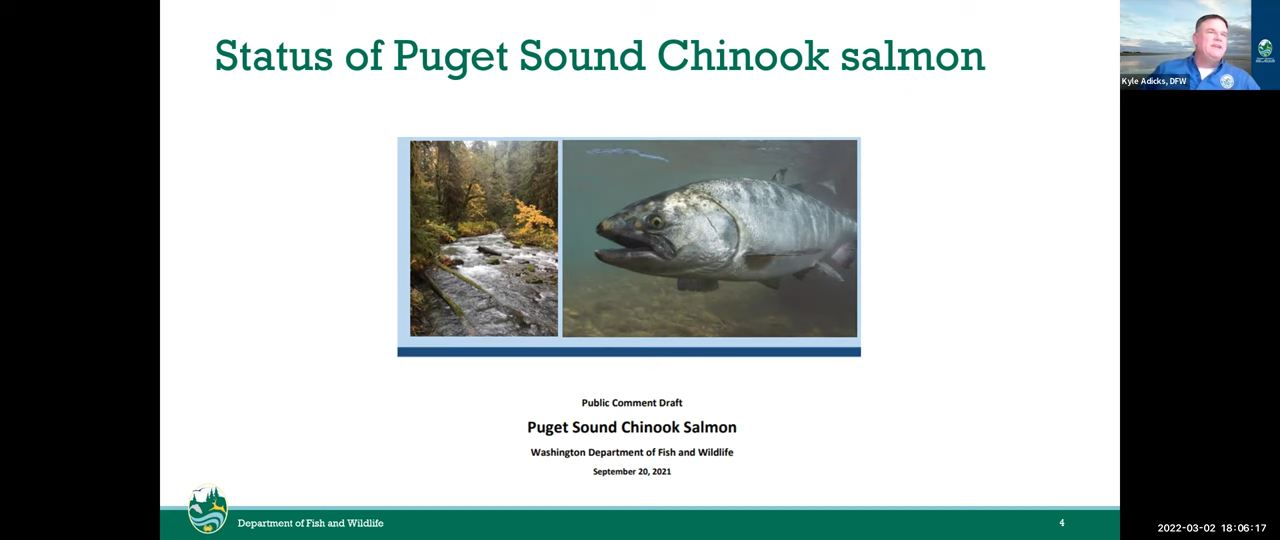 Status of Puget Sound Chinook salmon
Kyle Adicks, DFW
Public Comment Draft
Puget Sound Chinook Salmon
Washington Department of Fish and Wildlife
September 20, 2021
Department of Fish and Wildlife
4
2022-03-02 18:06:17